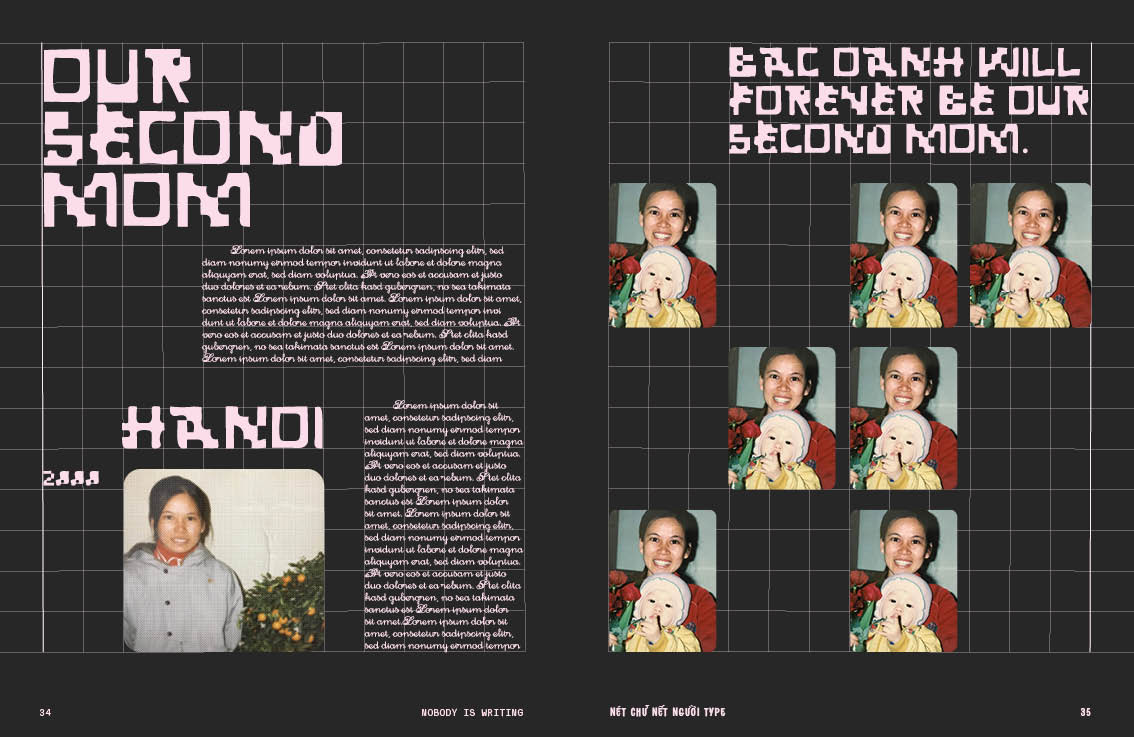 OUR
SECOND
MOM
Lorem ipsum dolor sit amet, consetetur sadipscing elitr, sed
diam nonumy eirmod tempor invidunt ut labore et dolore magna
aliquyam erat, sed diam voluptua. At vero eos et accusam et justo
duo dolores et ea rebum. Stet clita kasd gubergren, no sea takimata
sanctus est Lorem ipsum dolor sit amet. Lorem ipsum dolor sit amet,
consetetur sadipscing elitr, sed diam nonumy eirmod tempor invi
dunt ut labore et dolore magna aliquyam erat, sed diam voluptua. At
vero eos et accusam et justo duo dolores et ea rebum. Stet clita kasd
gubergren, no sea takimata sanctus est Lorem ipsum dolor sit amet.
Lorem ipsum dolor sit amet, consetetur sadipscing elitr, sed diam
HANOI
2000
Lorem ipsum dolor sit
amet, consetetur sadipscing elitr,
sed diam nonumy eirmod tempor
invidunt ut labore et dolore magna
aliquyam erat, sed diam voluptua.
At vero eos et accusam et justo
duo dolores et ea rebum. Stet clita
kasd gubergren, no sea takimata
sanctus est Lorem ipsum dolor
sit amet. Lorem ipsum dolor sit
amet, consetetur sadipscing elitr,
sed diam nonumy eirmod tempor
invidunt ut labore et dolore magna
aliquyam erat, sed diam voluptua.
At vero eos et accusam et justo
duo dolores et ea rebum. Stet clita
kasd gubergren, no sea takimata
sanctus est Lorem ipsum dolor
sit amet. Lorem ipsum dolor sit
amet, consetetur sadipscing elitr,
sed diam nonumy eirmod tempor
34
NOBODY IS WRITING
BAC OANH WILL
FOREVER BE OUR
SECOND MOM.
NÉT CHỮ NẾT NGƯỜI TYPE
35